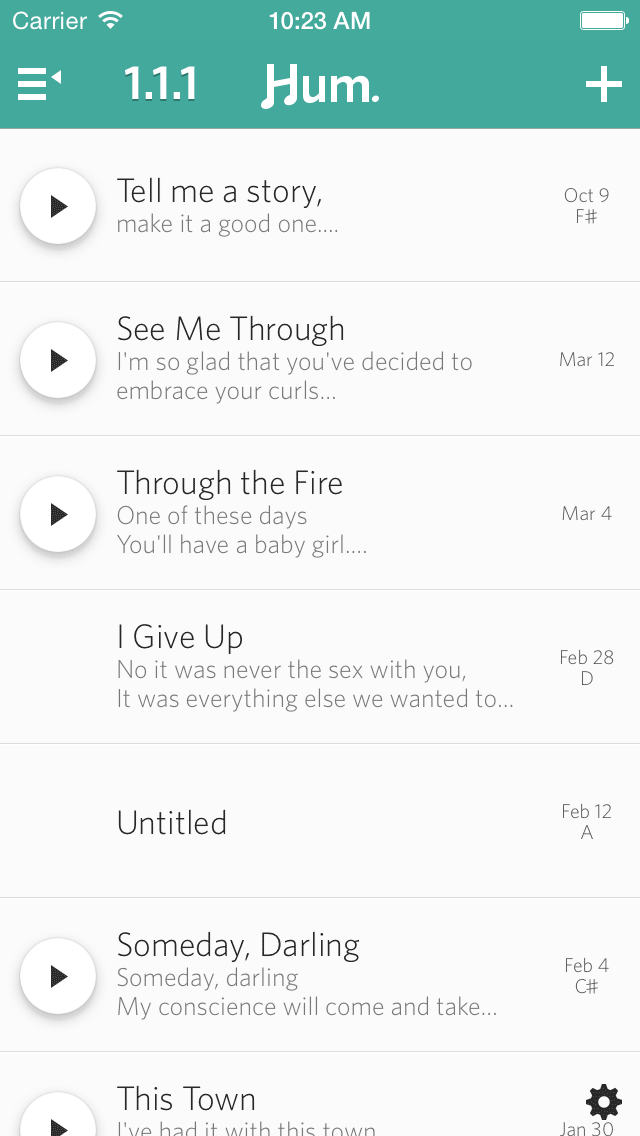 Carrier 10:23 AM
1.1.1 Hum.
Tell me a story,
make it a good one....
Oct 9
F♯
See Me Through
I'm so glad that you've decided to
embrace your curls...
Mar 12
Through the Fire
One of these days
You'll have a baby girl....
Mar 4
I Give Up
No it was never the sex with you,
It was everything else we wanted to...
Feb 28
D
Untitled
Feb 12
A
Someday, Darling
Someday, darling
My conscience will come and take...
Feb 4
C♯
This Town
I've had it with this town
Jan 30